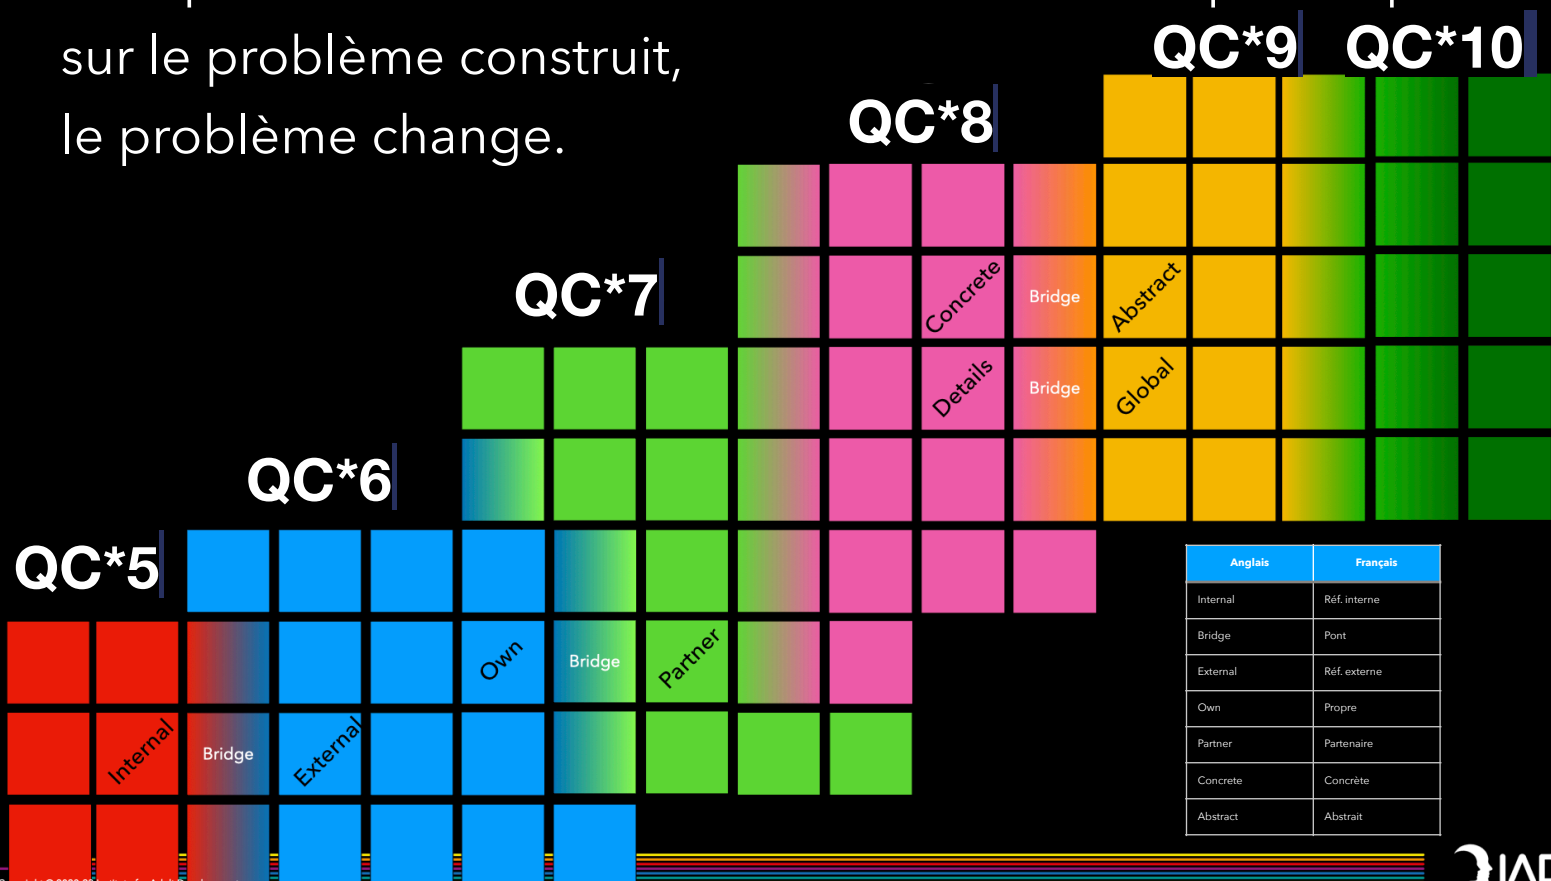 sur le problème construit,
le problème change.
QC*9 QC*10
QC*8
QC*7
QC*6
QC*5
Concrete Bridge Abstract
Details Bridge Global
Own Bridge Partner
Internal Bridge External
Anglais Français
Internal Réf. interne
Bridge Pont
External Réf. externe
Own Propre
Partner Partenaire
Concrete Concrète
Abstract Abstrait